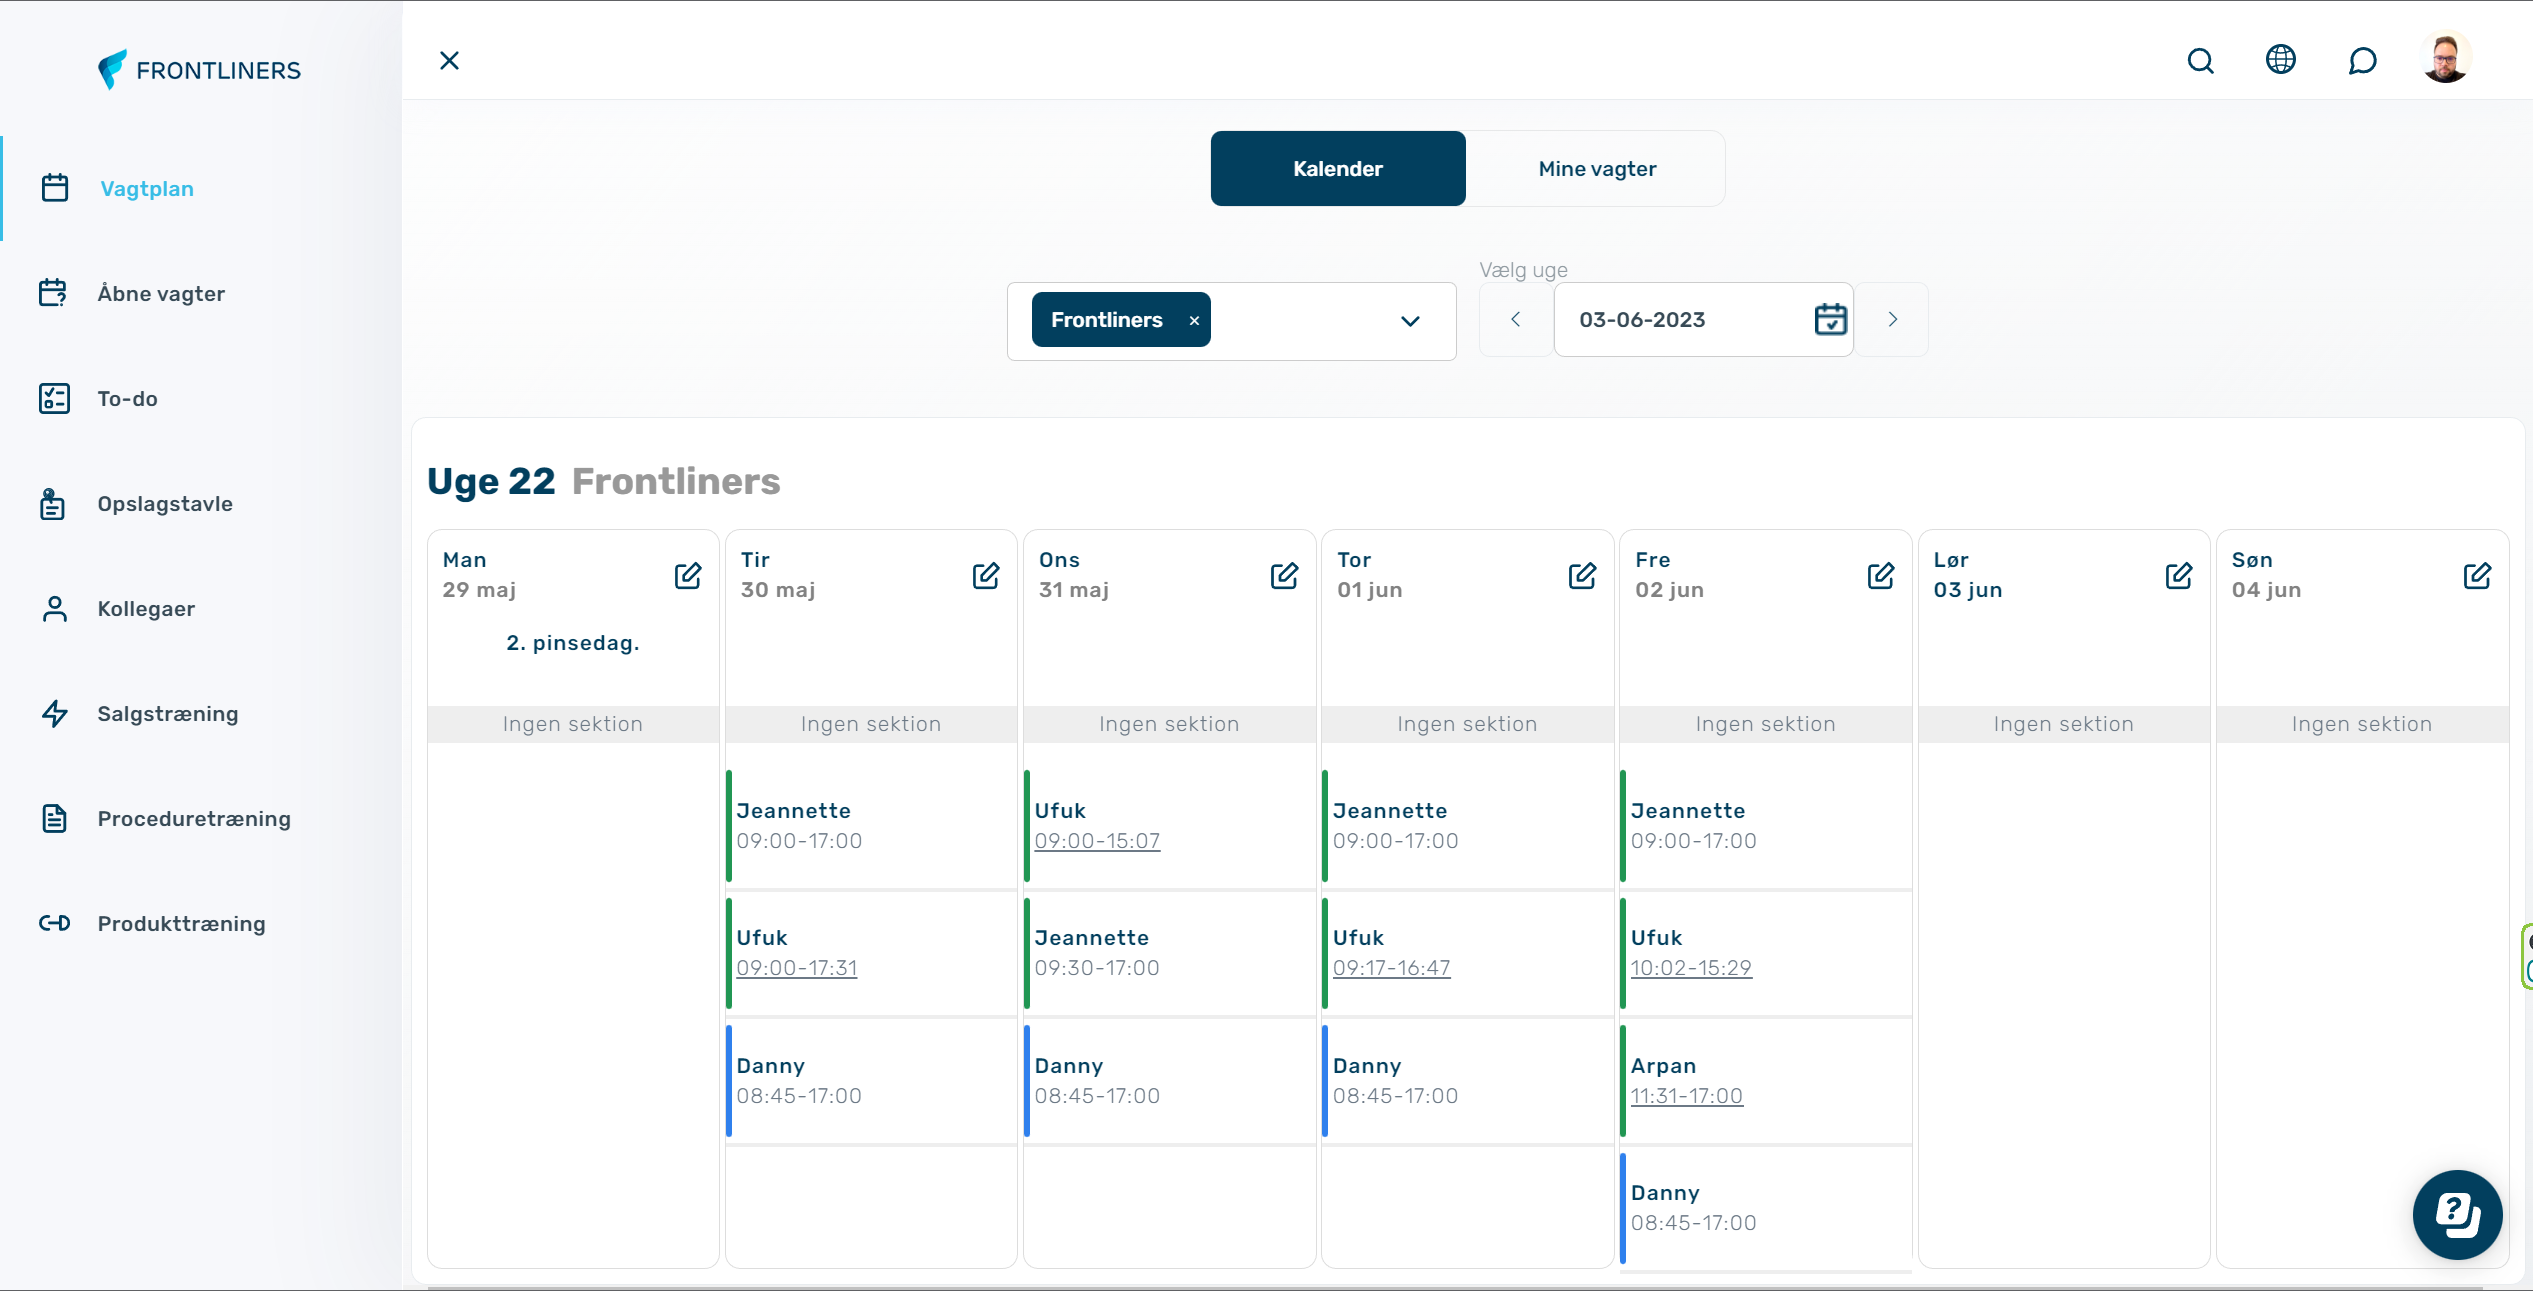 FRONTLINERS
Vagtplan
Åbne vagter
To-do
Opslagstavle
Kollegaer
Salgstræning
Proceduretræning
Produkttræning
Kalender
Mine vagter
Frontliners ×
Vælg uge
03-06-2023
Uge 22 Frontliners
Man
29 maj
2. pinsedag.
Ingen sektion
Tir
30 maj
Ingen sektion
Jeannette
09:00-17:00
Ufuk
09:00-17:31
Danny
08:45-17:00
Ons
31 maj
Ingen sektion
Ufuk
09:00-15:07
Jeannette
09:30-17:00
Danny
08:45-17:00
Tor
01 jun
Ingen sektion
Jeannette
09:00-17:00
Ufuk
09:17-16:47
Danny
08:45-17:00
Fre
02 jun
Ingen sektion
Jeannette
09:00-17:00
Ufuk
10:02-15:29
Arpan
11:31-17:00
Danny
08:45-17:00
Lør
03 jun
Ingen sektion
Søn
04 jun
Ingen sektion